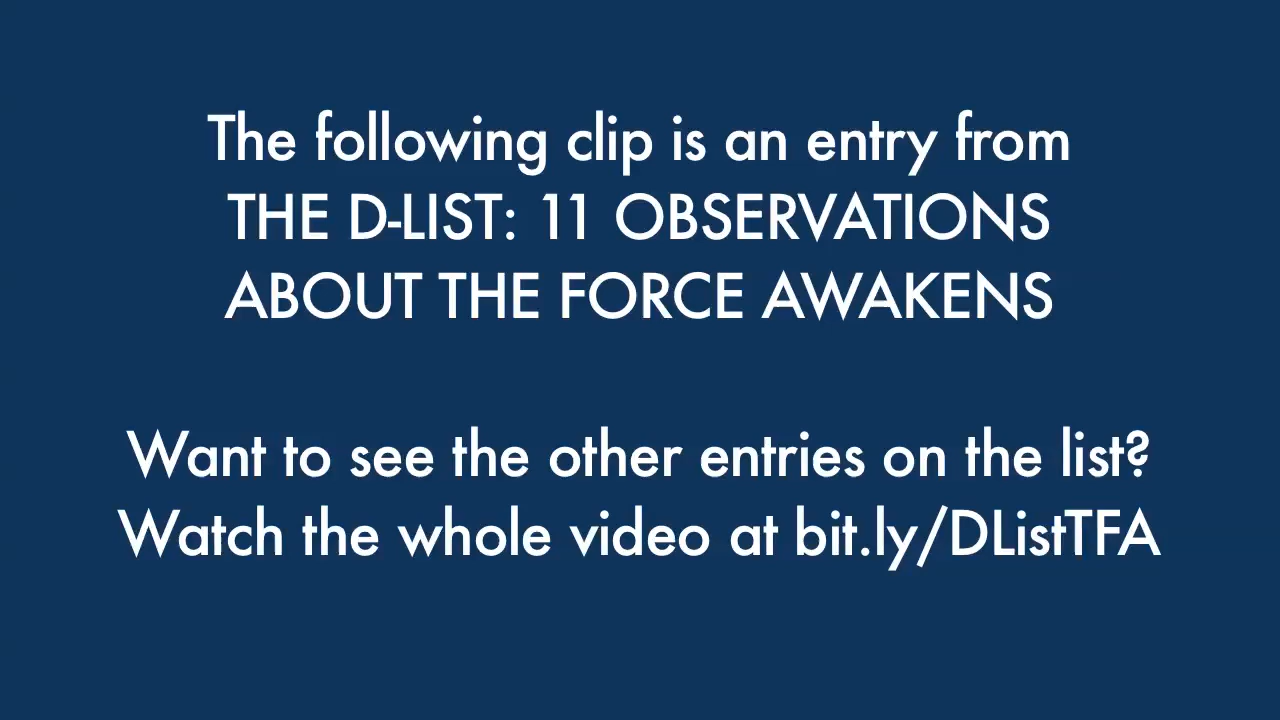 The following clip is an entry from
THE D-LIST: 11 OBSERVATIONS
ABOUT THE FORCE AWAKENS
Want to see the other entries on the list?
Watch the whole video at bit.ly/DListTFA